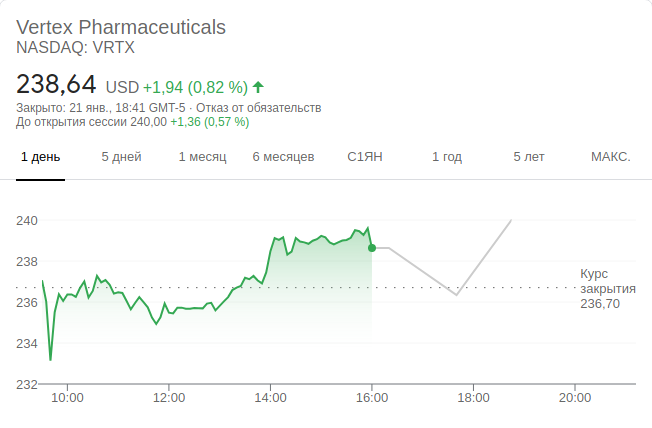 Vertex Pharmaceuticals
NASDAQ: VRTX
238,64 USD +1,94 (0,82 %)
Закрыто: 21 янв., 18:41 GMT-5 · Отказ от обязательств
До открытия сессии 240,00 +1,36 (0,57 %)
1 день 5 дней 1 месяц 6 месяцев С1ЯН 1 год 5 лет МАКС.
240
238
Курс
закрытия
236,70
236
234
232
10:00 12:00 14:00 16:00 18:00 20:00